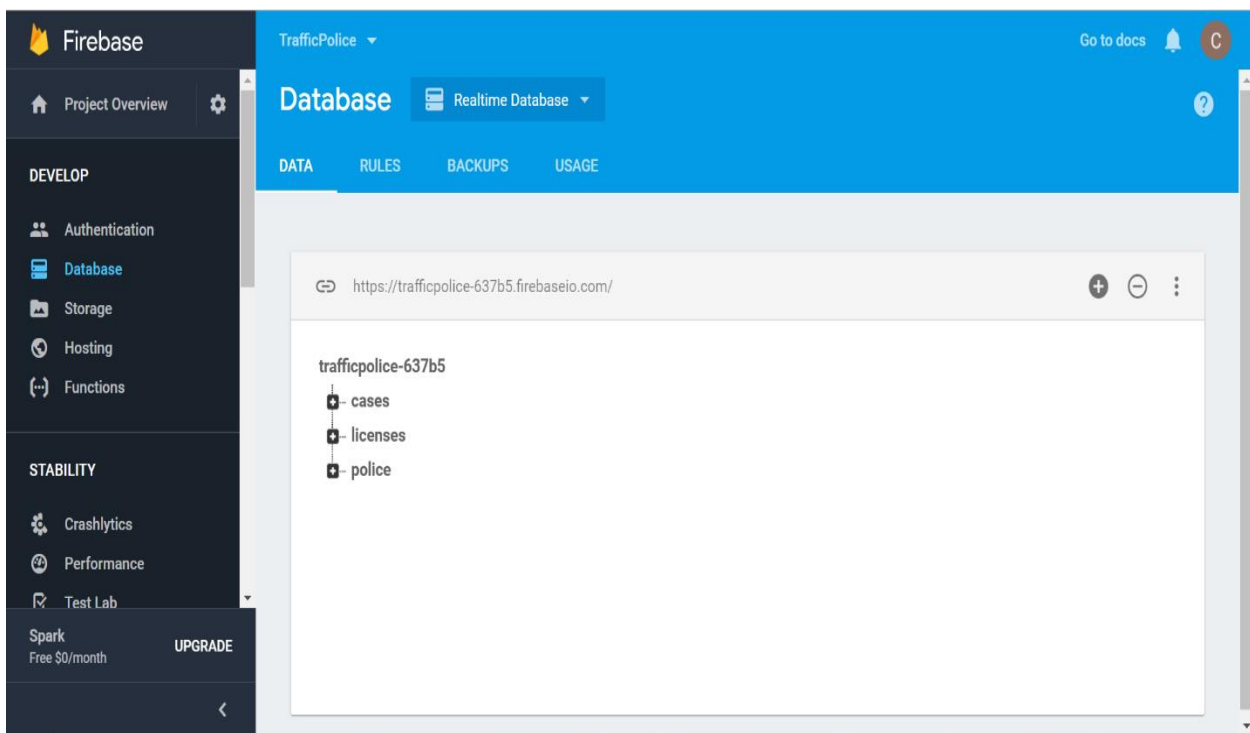 Firebase
Project Overview
DEVELOP
Authentication
Database
Storage
Hosting
Functions
STABILITY
Crashlytics
Performance
Test Lab
Spark
Free $0/month
UPGRADE
TrafficPolice
Go to docs
C
Database
Realtime Database
DATA RULES BACKUPS USAGE
https://trafficpolice-637b5.firebaseio.com/
trafficpolice-637b5
cases
licenses
police